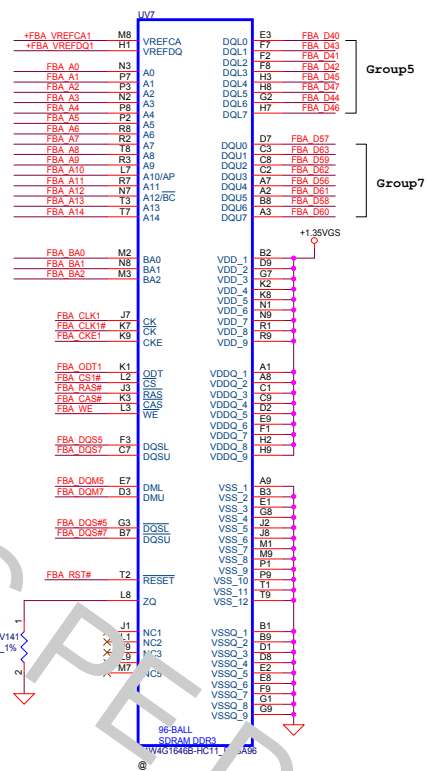 UV7
+FBA_VREFCA1 M8 VREFCA DQL0 E3 FBA_D40
+FBA_VREFDQ1 H1 VREFDQ DQL1 F7 FBA_D43
DQL2 F2 FBA_D41
FBA_A0 N3 A0 DQL3 F8 FBA_D42
FBA_A1 P7 A1 DQL4 H3 FBA_D45
FBA_A2 P3 A2 DQL5 H8 FBA_D47
FBA_A3 N2 A3 DQL6 G2 FBA_D44
FBA_A4 P8 A4 DQL7 H7 FBA_D46
Group5
FBA_A5 P2 A5
FBA_A6 R8 A6
FBA_A7 R2 A7 DQU0 D7 FBA_D57
FBA_A8 T8 A8 DQU1 C3 FBA_D63
FBA_A9 R3 A9 DQU2 C8 FBA_D59
FBA_A10 L7 A10/AP DQU3 C2 FBA_D62
FBA_A11 R7 A11 DQU4 A7 FBA_D56
FBA_A12 N7 A12/BC DQU5 A2 FBA_D61
FBA_A13 T3 A13 DQU6 B8 FBA_D58
FBA_A14 T7 A14 DQU7 A3 FBA_D60
Group7
+1.35VGS
FBA_BA0 M2 BA0 VDD_1 B2
FBA_BA1 N8 BA1 VDD_2 D9
FBA_BA2 M3 BA2 VDD_3 G7
VDD_4 K2
VDD_5 K8
VDD_6 N1
FBA_CLK1 J7 CK VDD_7 N9
FBA_CLK1# K7 CK VDD_8 R1
FBA_CKE1 K9 CKE VDD_9 R9
FBA_ODT1 K1 ODT VDDQ_1 A1
FBA_CS1# L2 CS VDDQ_2 A8
FBA_RAS# J3 RAS VDDQ_3 C1
FBA_CAS# K3 CAS VDDQ_4 C9
FBA_WE L3 WE VDDQ_5 D2
VDDQ_6 E9
VDDQ_7 F1
FBA_DQS5 F3 DQSL VDDQ_8 H2
FBA_DQS7 C7 DQSU VDDQ_9 H9
FBA_DQM5 E7 DML VSS_1 A9
FBA_DQM7 D3 DMU VSS_2 B3
VSS_3 E1
VSS_4 G8
FBA_DQS#5 G3 DQSL VSS_5 J2
FBA_DQS#7 B7 DQSU VSS_6 J8
VSS_7 M1
VSS_8 M9
VSS_9 P1
FBA_RST# T2 RESET VSS_10 P9
VSS_11 T1
L8 ZQ VSS_12 T9
J1 NC1 VSSQ_1 B1
L1 NC2 VSSQ_2 B9
NC3 VSSQ_3 D1
VSSQ_4 D8
M7 NC5 VSSQ_5 E2
VSSQ_6 E8
VSSQ_7 F9
VSSQ_8 G1
VSSQ_9 G9
1
2
96-BALL
SDRAM DDR3
@